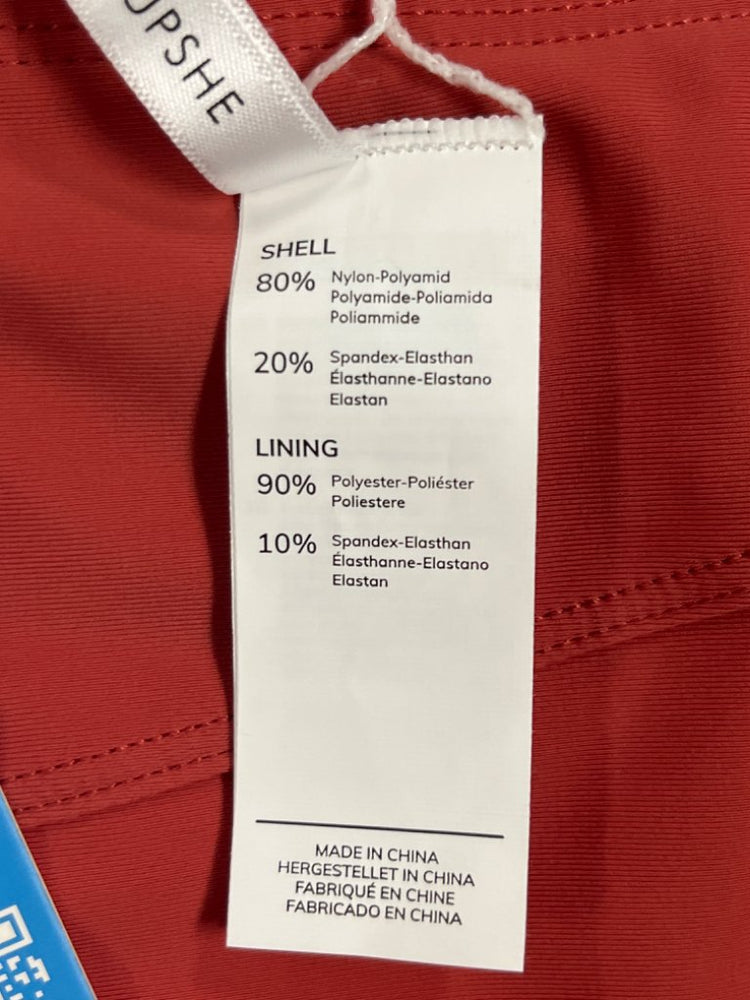 UPSHE
SHELL
80% Nylon-Polyamid
Polyamide-Poliamida
Poliammide
20% Spandex-Elasthan
Élasthanne-Elastano
Elastan
LINING
90% Polyester-Poliéster
Poliestere
10% Spandex-Elasthan
Élasthanne-Elastano
Elastan
MADE IN CHINA
HERGESTELLET IN CHINA
FABRIQUÉ EN CHINE
FABRICADO EN CHINA